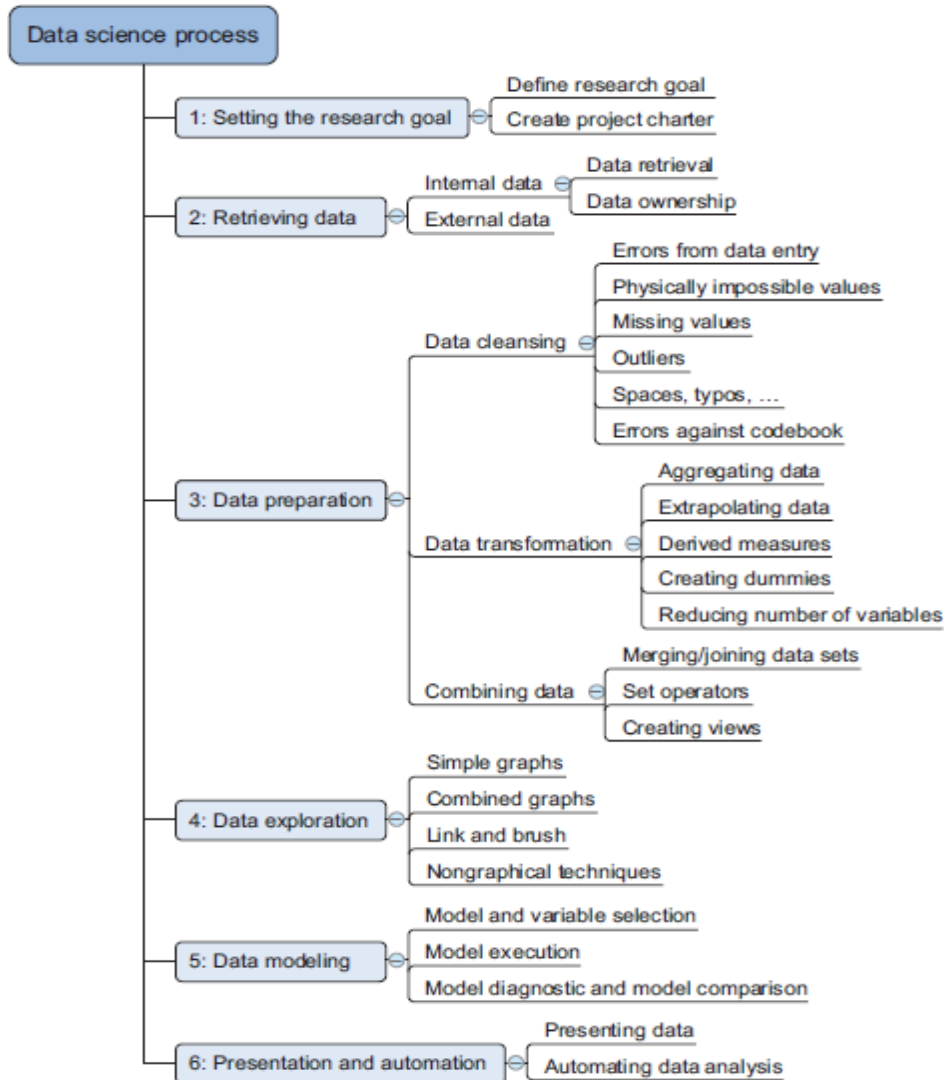 Data science process
1: Setting the research goal
Define research goal
Create project charter
2: Retrieving data
Internal data
Data retrieval
Data ownership
External data
3: Data preparation
Data cleansing
Errors from data entry
Physically impossible values
Missing values
Outliers
Spaces, typos, …
Errors against codebook
Data transformation
Aggregating data
Extrapolating data
Derived measures
Creating dummies
Reducing number of variables
Combining data
Merging/joining data sets
Set operators
Creating views
4: Data exploration
Simple graphs
Combined graphs
Link and brush
Nongraphical techniques
5: Data modeling
Model and variable selection
Model execution
Model diagnostic and model comparison
6: Presentation and automation
Presenting data
Automating data analysis